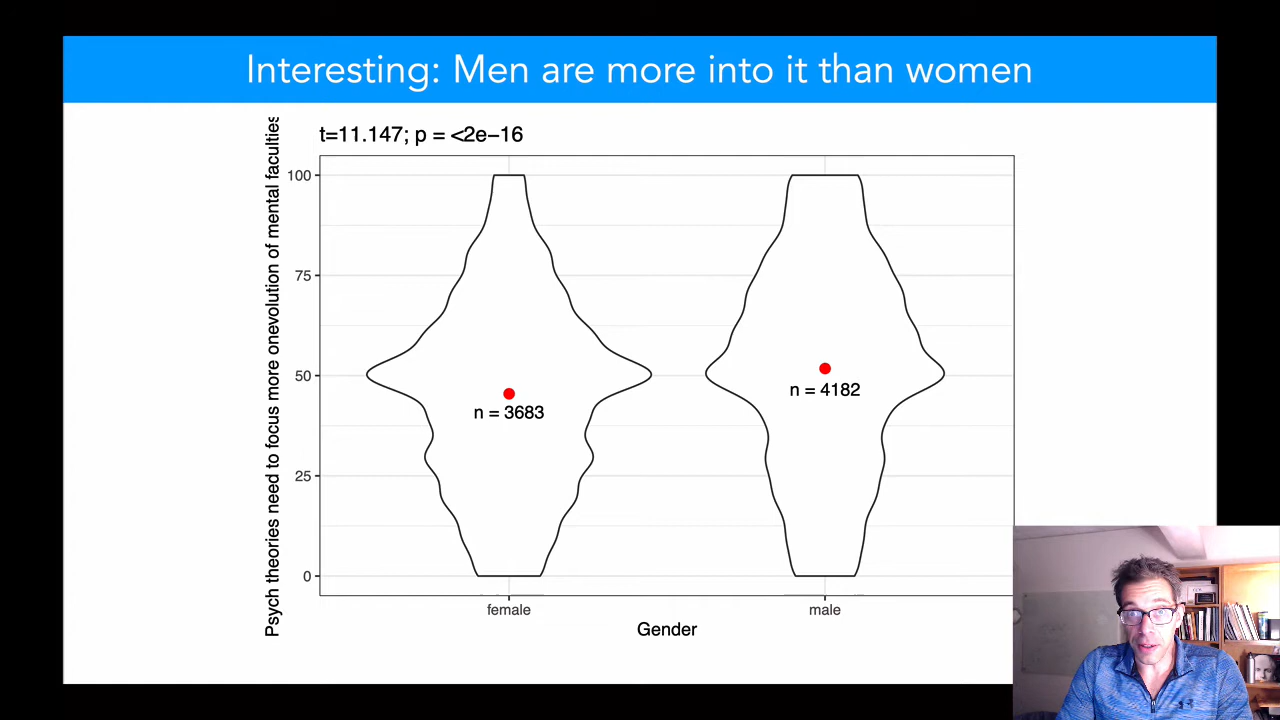 Interesting: Men are more into it than women
t=11.147; p = <2e−16
Psych theories need to focus more onevolution of mental faculties
100
75
50
25
0
n = 3683
n = 4182
female
male
Gender